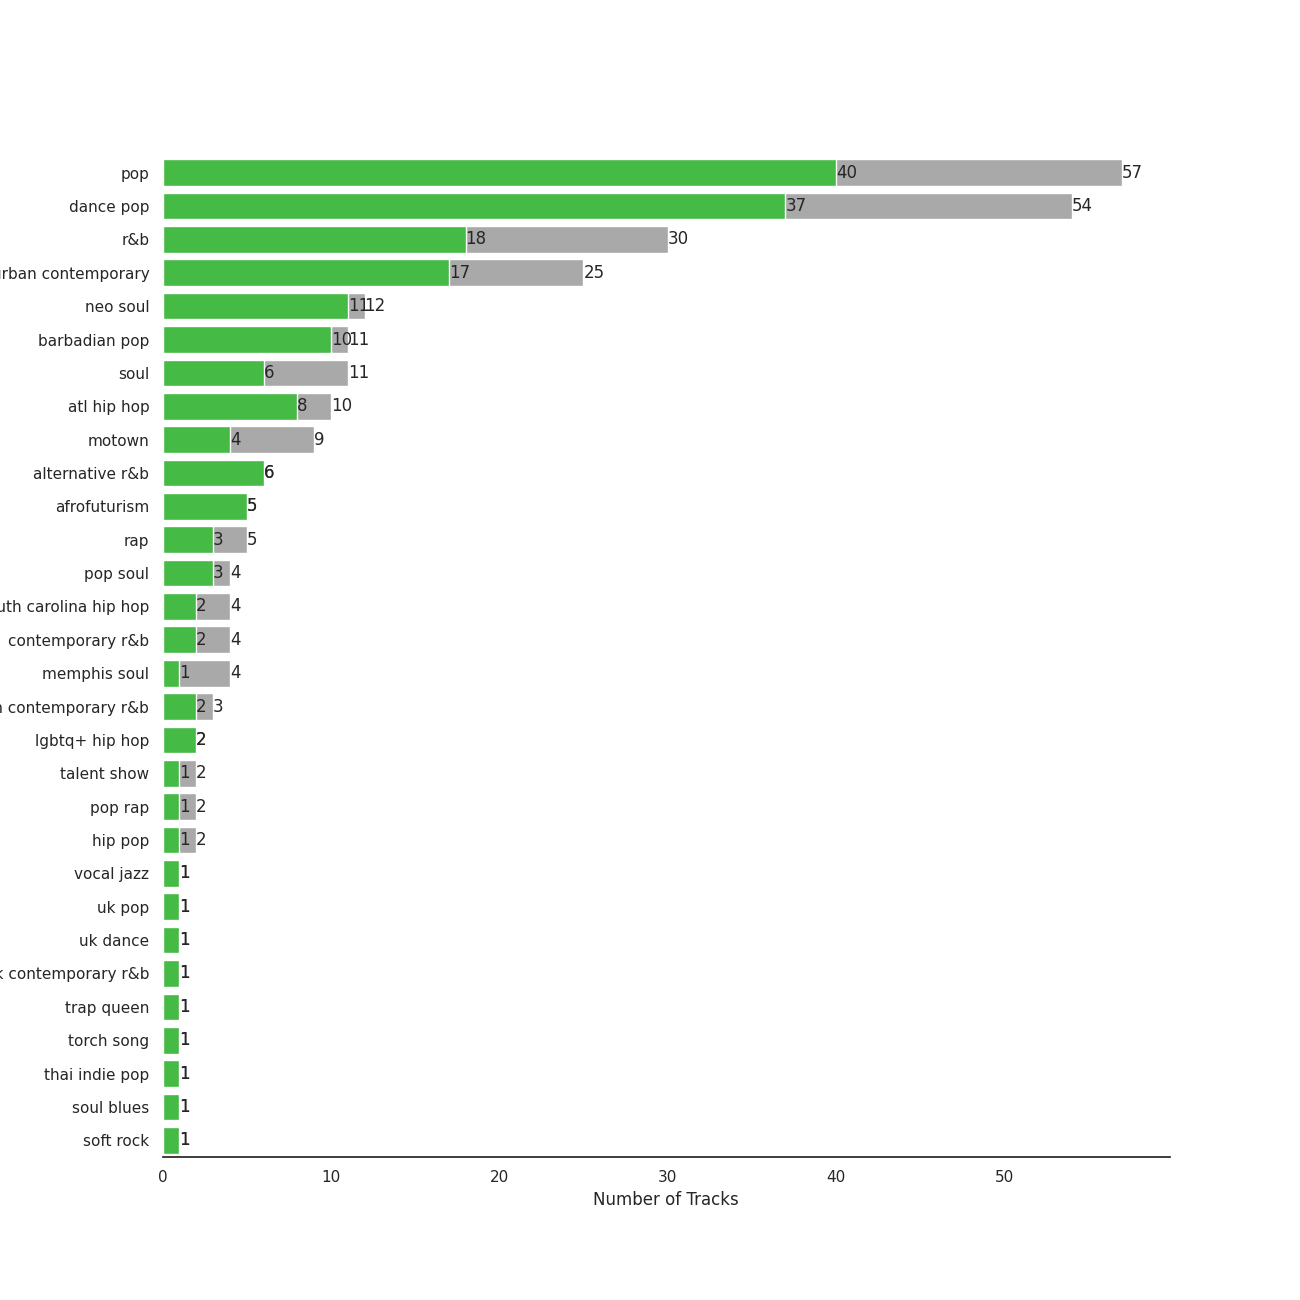 pop 40 57
dance pop 37 54
r&b 18 30
rban contemporary 17 25
neo soul 11 12
barbadian pop 10 11
soul 6 11
atl hip hop 8 10
motown 4 9
alternative r&b 6
afrofuturism 5
rap 3 5
pop soul 3 4
uth carolina hip hop 2 4
contemporary r&b 2 4
memphis soul 1 4
contemporary r&b 2 3
lgbtq+ hip hop 2
talent show 1 2
pop rap 1 2
hip pop 1 2
vocal jazz 1
uk pop 1
uk dance 1
contemporary r&b 1
trap queen 1
torch song 1
thai indie pop 1
soul blues 1
soft rock 1
0 10 20 30 40 50
Number of Tracks